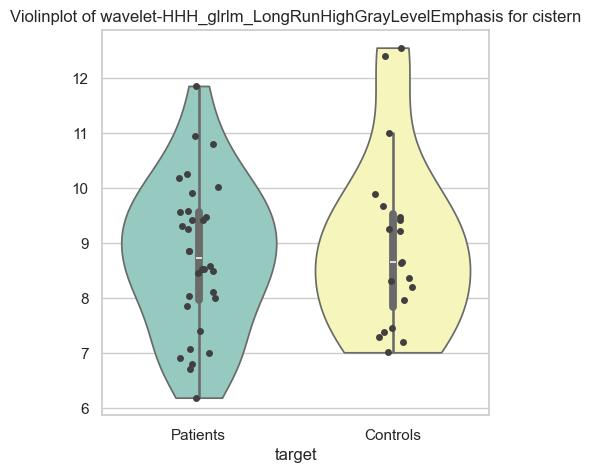 Violinplot of wavelet-HHH_glrlm_LongRunHighGrayLevelEmphasis for cistern
12
11
10
9
8
7
6
Patients
Controls
target